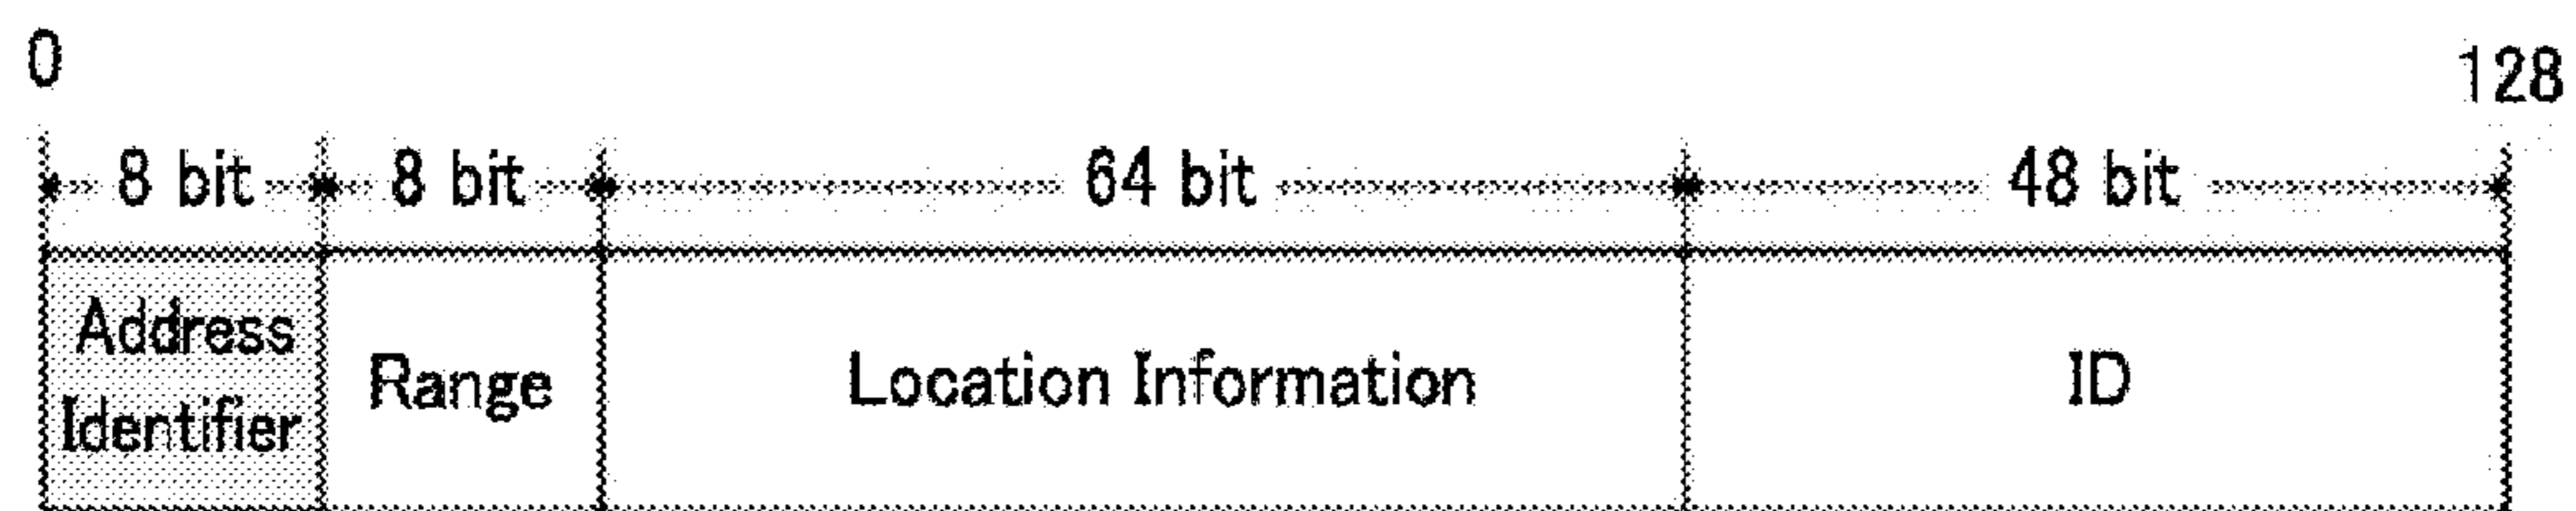 0 128
8 bit 8 bit 64 bit 48 bit
Address
Identifier
Range
Location Information
ID